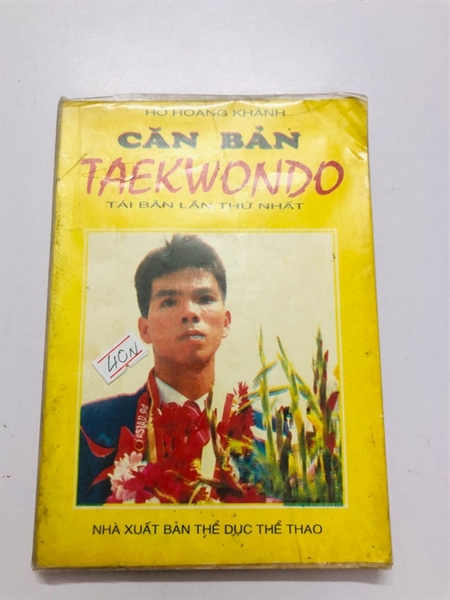 HỒ HOÀNG KHÁNH
CĂN BẢN
TAEKWONDO
TÁI BẢN LẦN THỨ NHẤT
40N
NHÀ XUẤT BẢN THỂ DỤC THỂ THAO